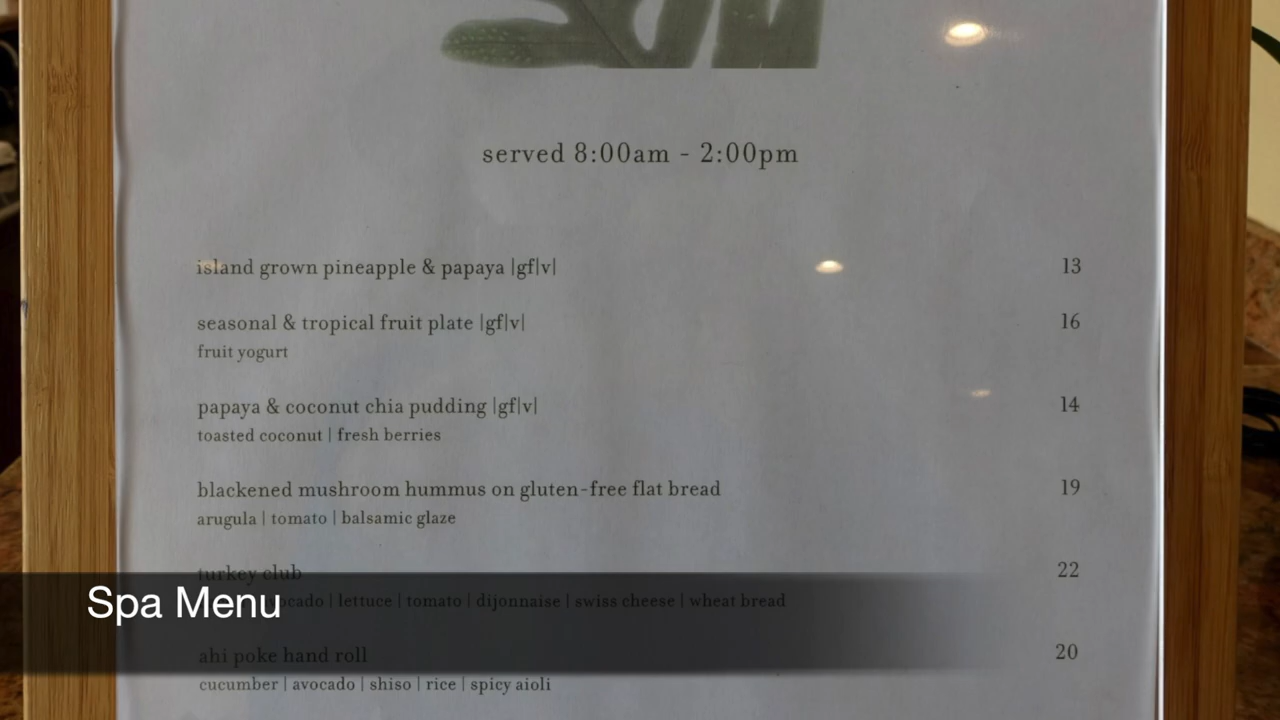 served 8:00am - 2:00pm
island grown pineapple & papaya |gf|v| 13
seasonal & tropical fruit plate |gf|v| 16
fruit yogurt
papaya & coconut chia pudding |gf|v| 14
toasted coconut | fresh berries
blackened mushroom hummus on gluten-free flat bread 19
arugula | tomato | balsamic glaze
turkey club 22
avocado | lettuce | tomato | dijonnaise | swiss cheese | wheat bread
Spa Menu
ahi poke hand roll 20
cucumber | avocado | shiso | rice | spicy aioli